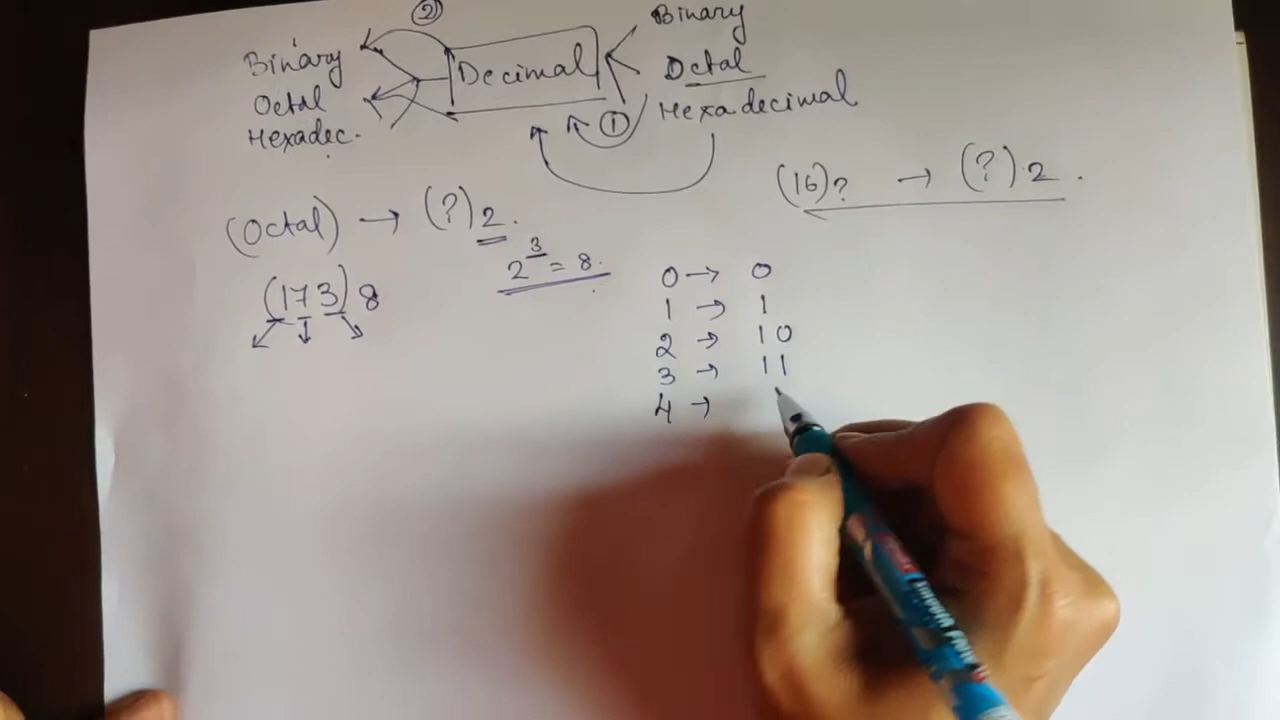 ②
Binary
Octal
Hexadec.
Decimal
Binary
Octal
Hexadecimal
①
(16)? → (?)2.
(Octal) → (?)2.
2³ = 8.
(173)8
0 → 0
1 → 1
2 → 10
3 → 11
4 →